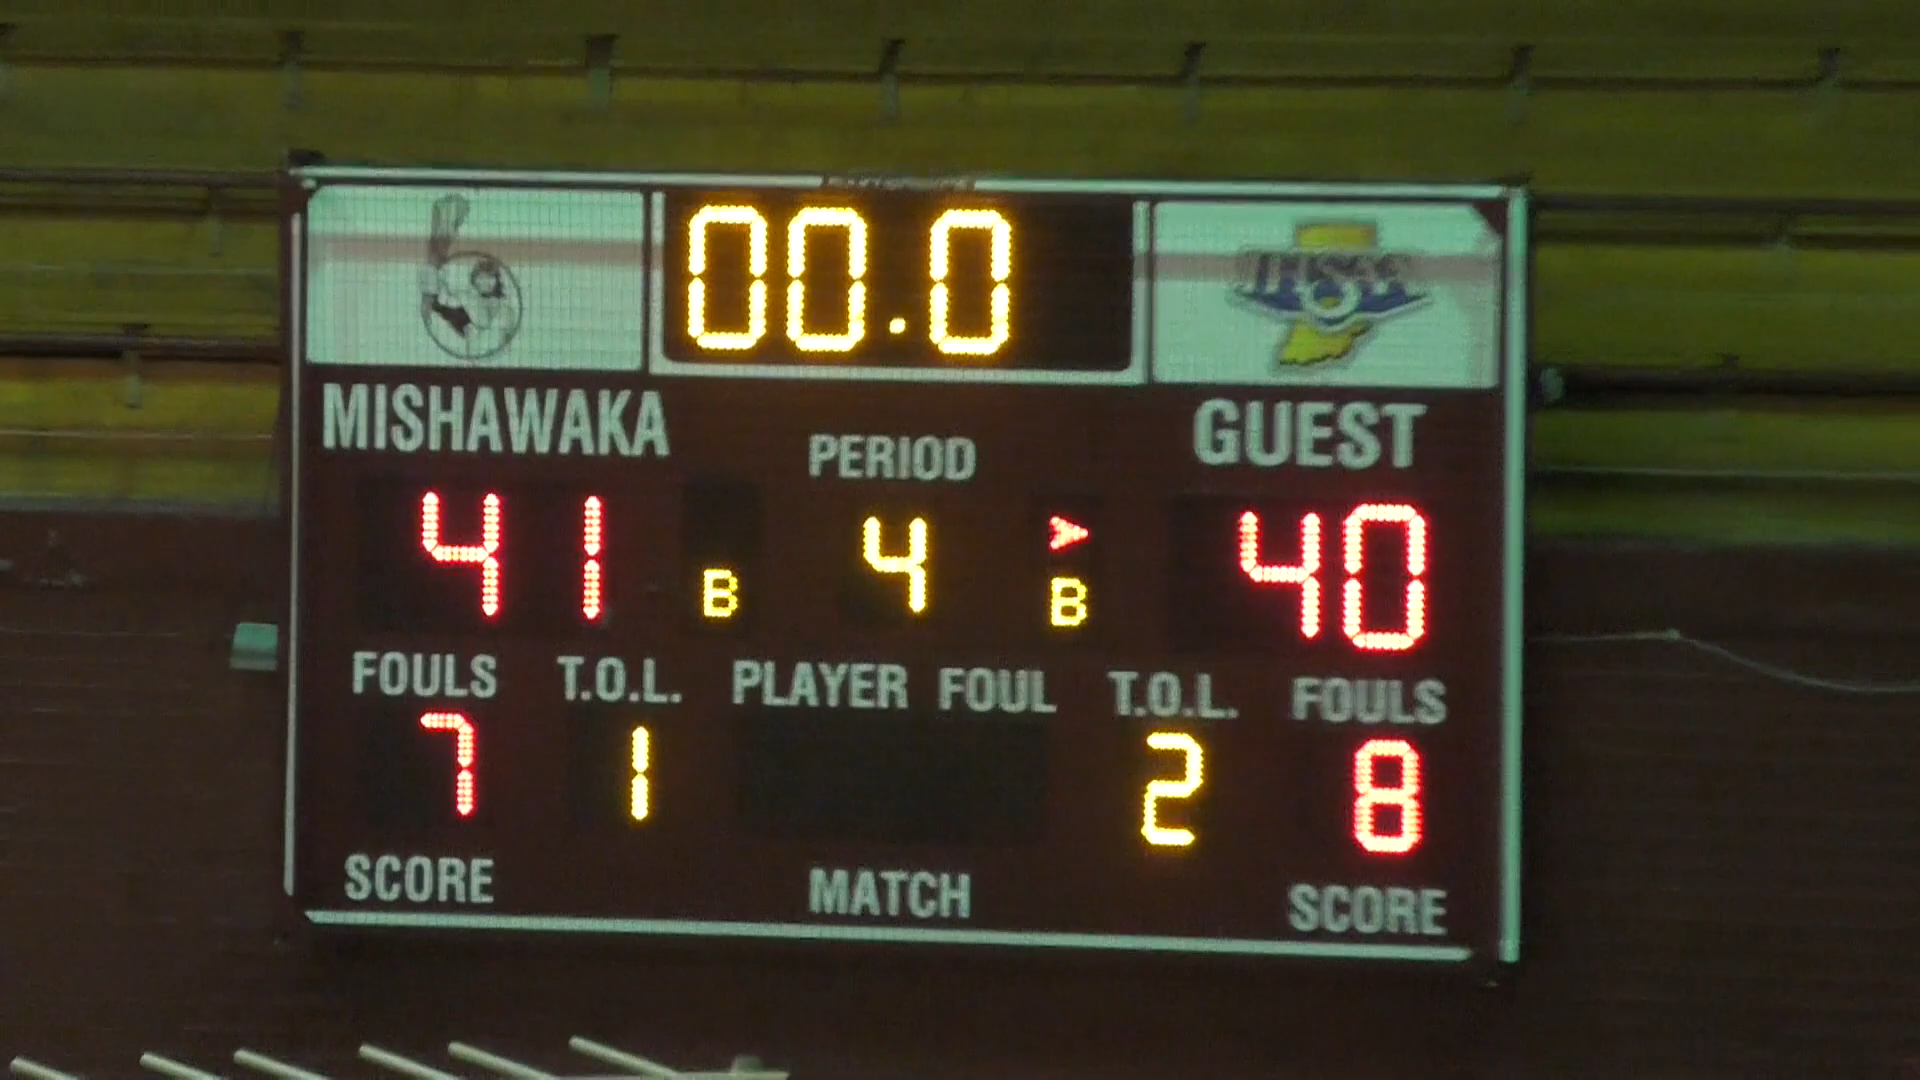 00.0
IHSAA
MISHAWAKA
PERIOD
GUEST
41
B
4
B
40
FOULS
T.O.L.
PLAYER FOUL
T.O.L.
FOULS
7
1
2
8
SCORE
MATCH
SCORE